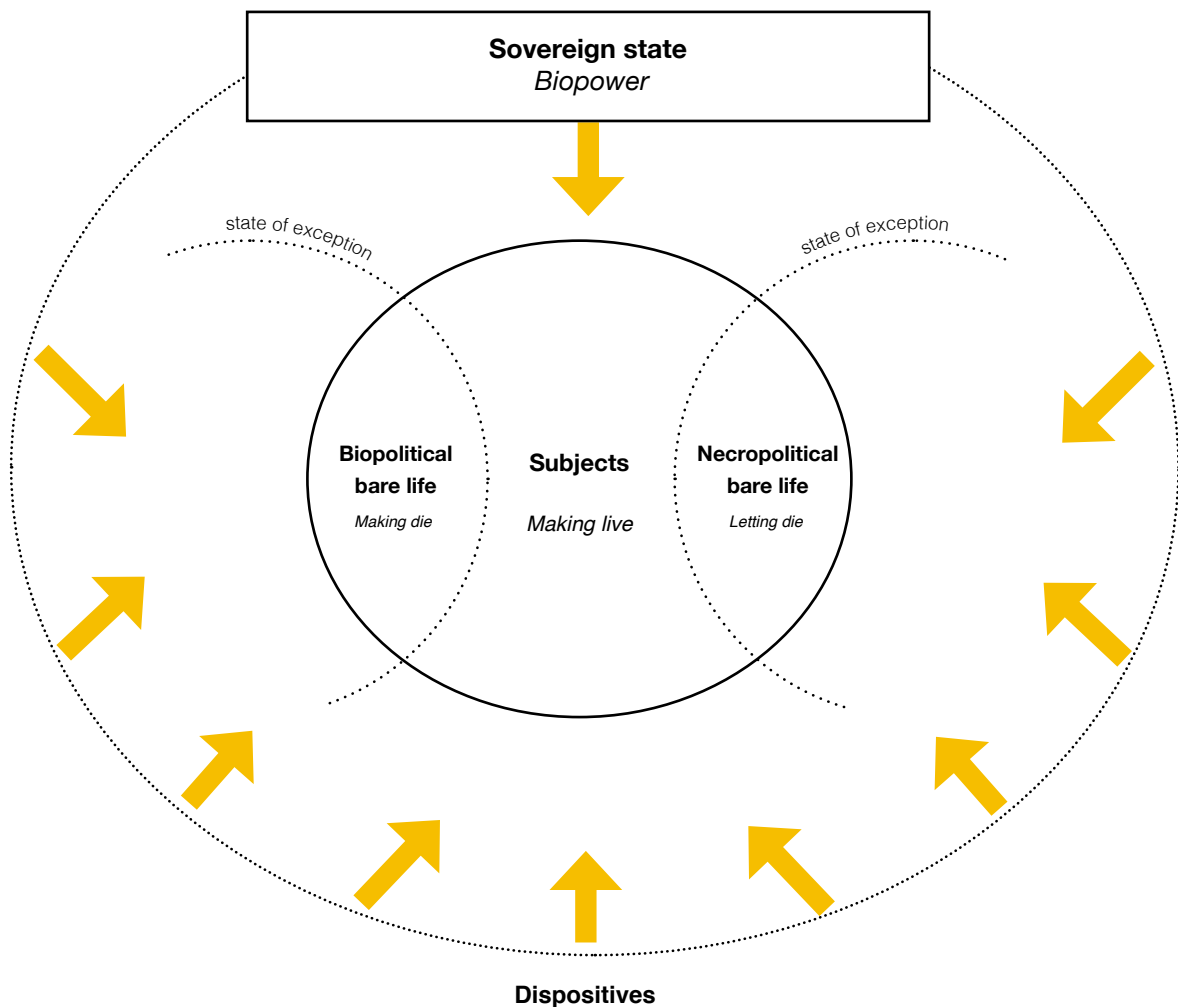 Sovereign state
Biopower
state of exception
state of exception
Biopolitical
bare life
Making die
Subjects
Making live
Necropolitical
bare life
Letting die
Dispositives